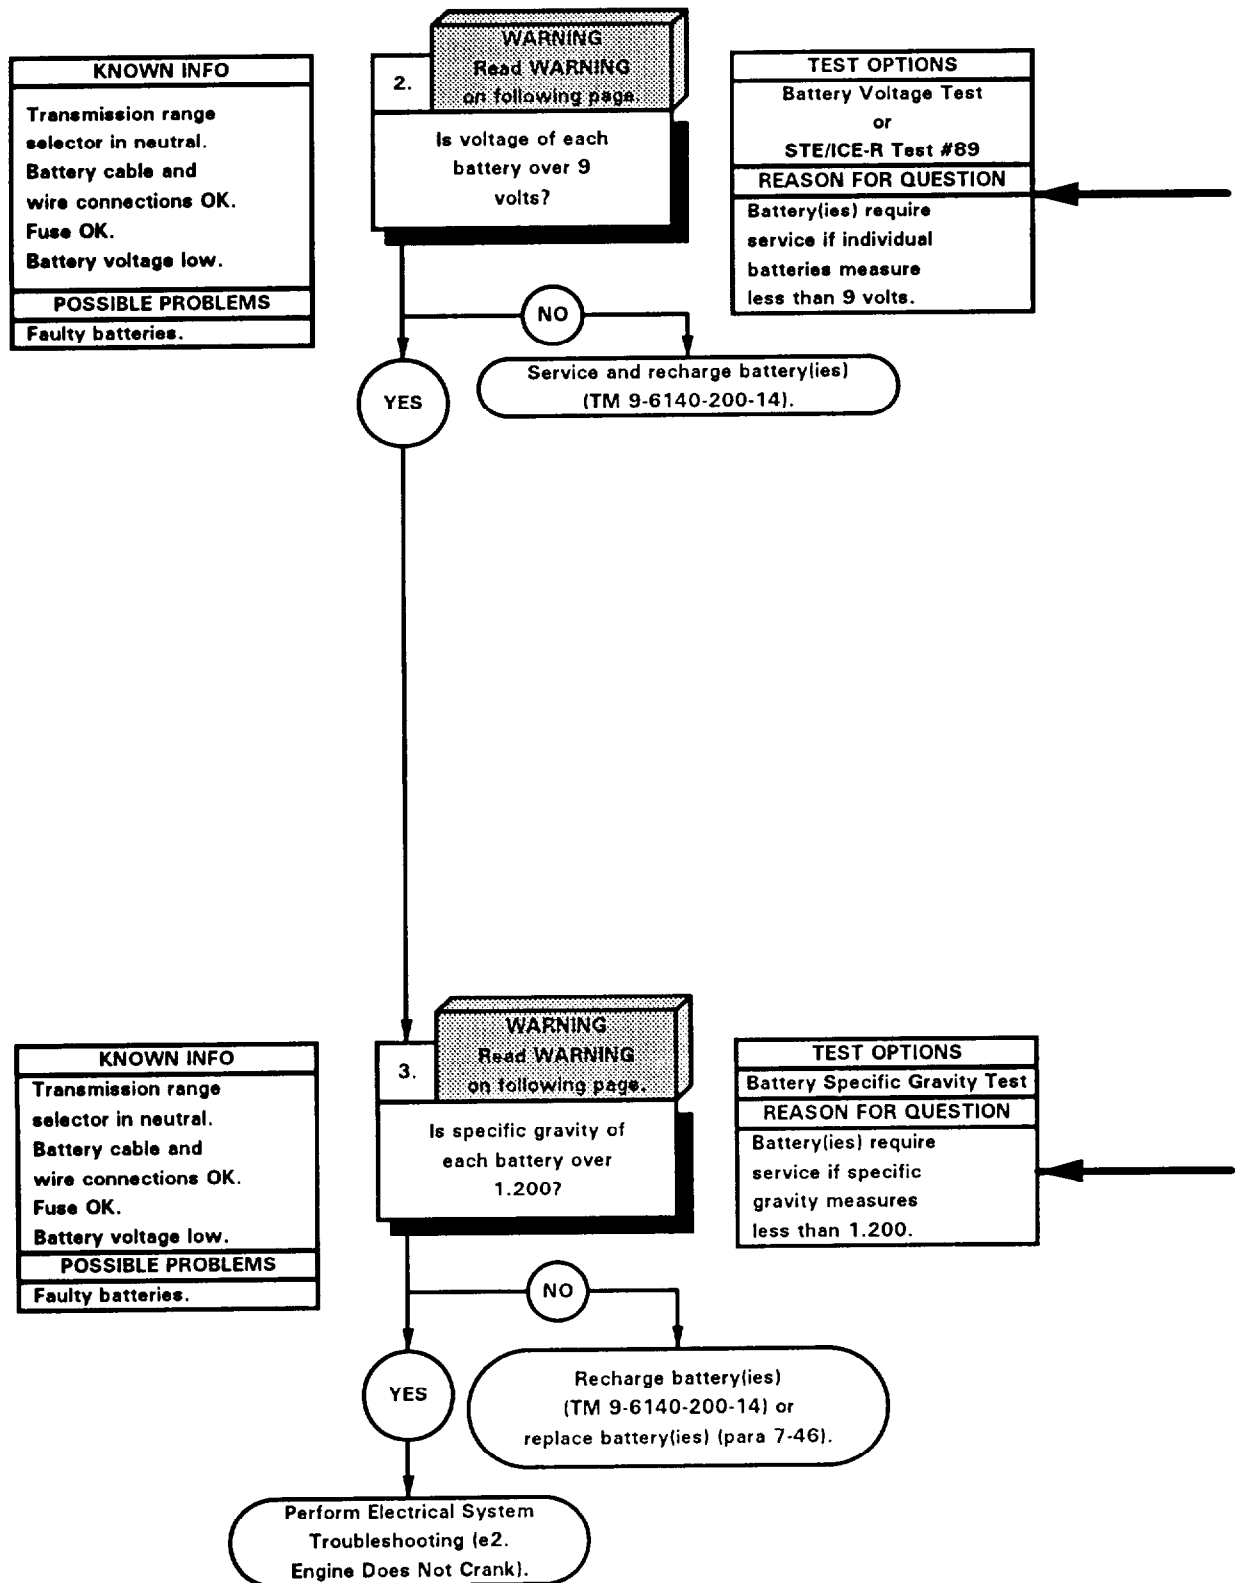 KNOWN INFO
Transmission range
selector in neutral.
Battery cable and
wire connections OK.
Fuse OK.
Battery voltage low.
POSSIBLE PROBLEMS
Faulty batteries.
2.
WARNING
Read WARNING
on following page.
Is voltage of each
battery over 9
volts?
TEST OPTIONS
Battery Voltage Test
or
STE/ICE-R Test #89
REASON FOR QUESTION
Battery(ies) require
service if individual
batteries measure
less than 9 volts.
NO
YES
Service and recharge battery(ies)
(TM 9-6140-200-14).
KNOWN INFO
Transmission range
selector in neutral.
Battery cable and
wire connections OK.
Fuse OK.
Battery voltage low.
POSSIBLE PROBLEMS
Faulty batteries.
3.
WARNING
Read WARNING
on following page.
Is specific gravity of
each battery over
1.200?
TEST OPTIONS
Battery Specific Gravity Test
REASON FOR QUESTION
Battery(ies) require
service if specific
gravity measures
less than 1.200.
NO
YES
Recharge battery(ies)
(TM 9-6140-200-14) or
replace battery(ies) (para 7-46).
Perform Electrical System
Troubleshooting (e2.
Engine Does Not Crank).